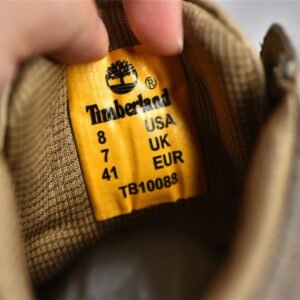 Timberland®
8 USA
7 UK
41 EUR
TB10088